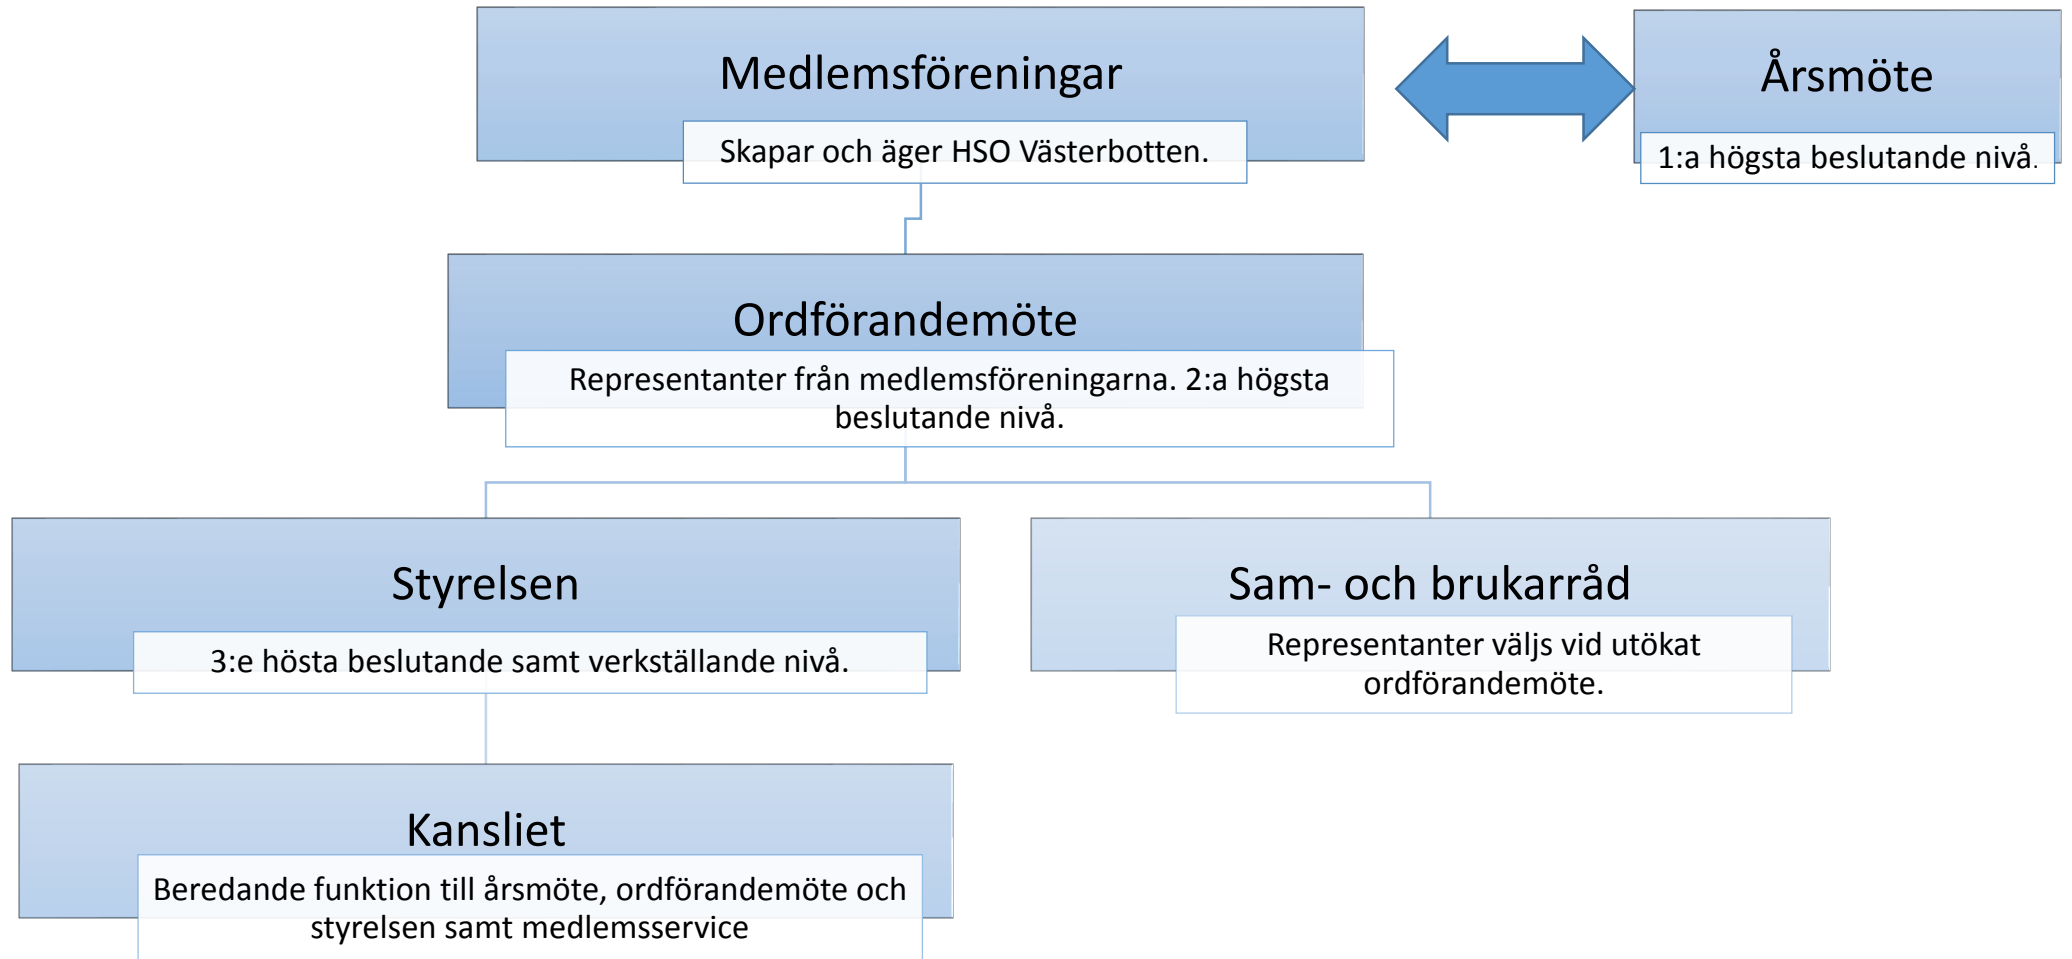 Medlemsföreningar
Skapar och äger HSO Västerbotten.
Årsmöte
1:a högsta beslutande nivå.
Ordförandemöte
Representanter från medlemsföreningarna. 2:a högsta
beslutande nivå.
Styrelsen
3:e hösta beslutande samt verkställande nivå.
Sam- och brukarråd
Representanter väljs vid utökat
ordförandemöte.
Kansliet
Beredande funktion till årsmöte, ordförandemöte och
styrelsen samt medlemsservice